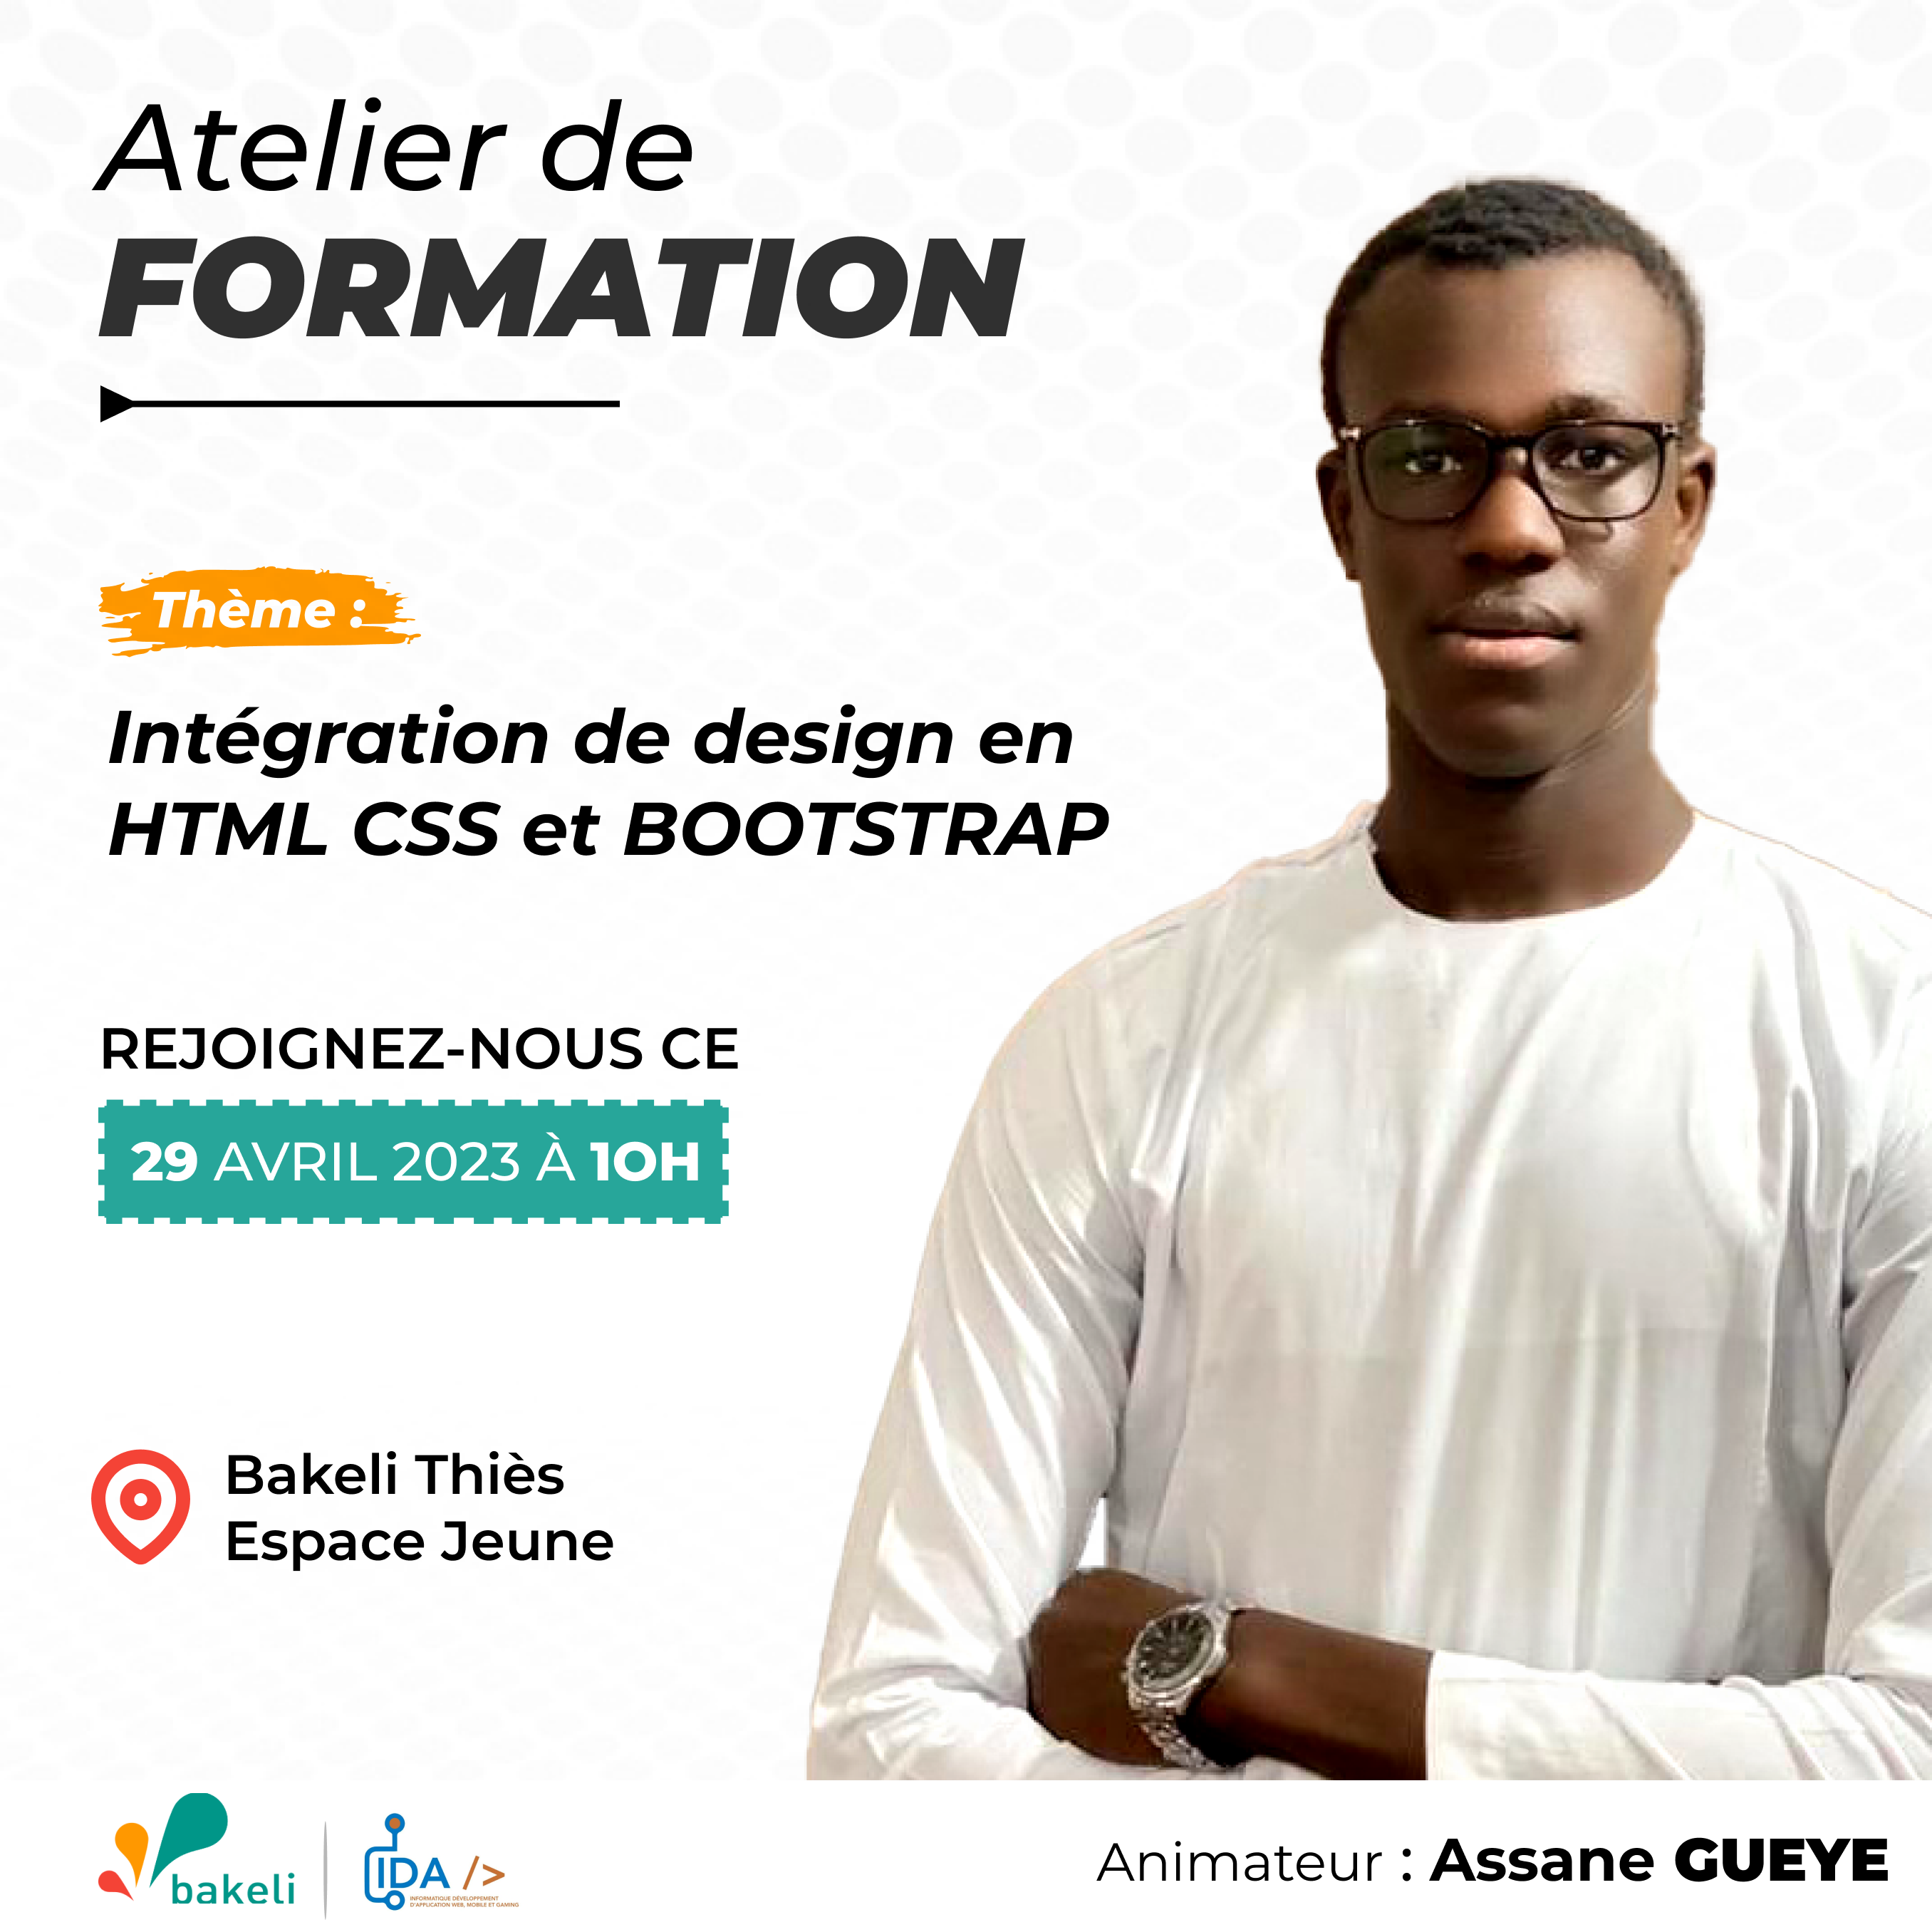 Atelier de
FORMATION
Thème :
Intégration de design en
HTML CSS et BOOTSTRAP
REJOIGNEZ-NOUS CE
29 AVRIL 2023 À 10H
Bakeli Thiès
Espace Jeune
bakeli
IDA />
INFORMATIQUE DÉVELOPPEMENT
D'APPLICATION WEB, MOBILE ET GAMING
Animateur : Assane GUEYE